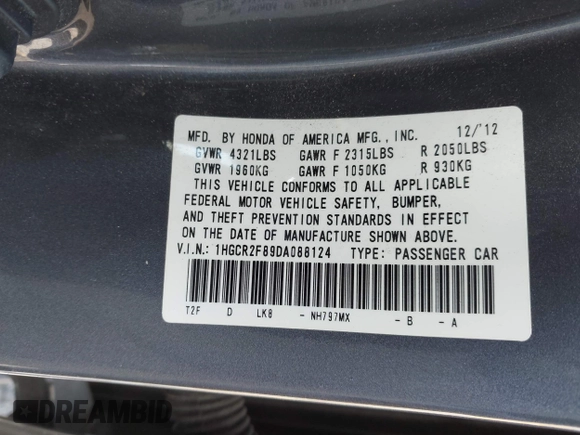 MFD. BY HONDA OF AMERICA MFG., INC. 12/'12
GVWR 4321LBS GAWR F 2315LBS R 2050LBS
GVWR 1960KG GAWR F 1050KG R 930KG
THIS VEHICLE CONFORMS TO ALL APPLICABLE
FEDERAL MOTOR VEHICLE SAFETY, BUMPER,
AND THEFT PREVENTION STANDARDS IN EFFECT
ON THE DATE OF MANUFACTURE SHOWN ABOVE.
V.I.N.: 1HGCR2F89DA088124 TYPE: PASSENGER CAR
T2F D LK8 - NH797MX - B - A
DREAMBID